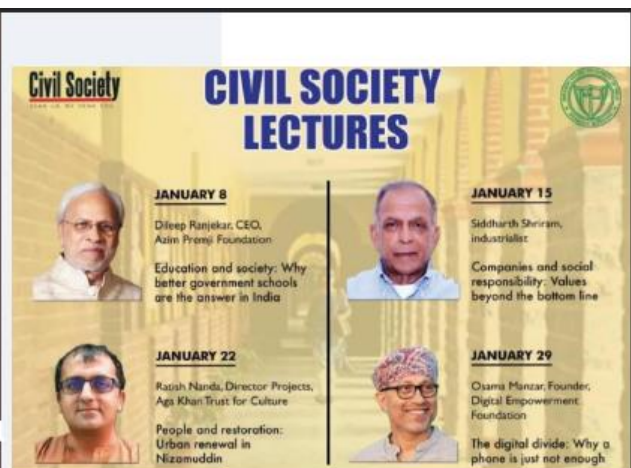 Civil Society
CIVIL SOCIETY
LECTURES
JANUARY 8
Dileep Ranjekar, CEO,
Azim Premji Foundation
Education and society: Why
better government schools
are the answer in India
JANUARY 15
Siddharth Shriram,
industrialist
Companies and social
responsibility: Values
beyond the bottom line
JANUARY 22
Ratish Nanda, Director Projects,
Aga Khan Trust for Culture
People and restoration:
Urban renewal in
Nizamuddin
JANUARY 29
Osama Manzar, Founder,
Digital Empowerment
Foundation
The digital divide: Why a
phone is just not enough